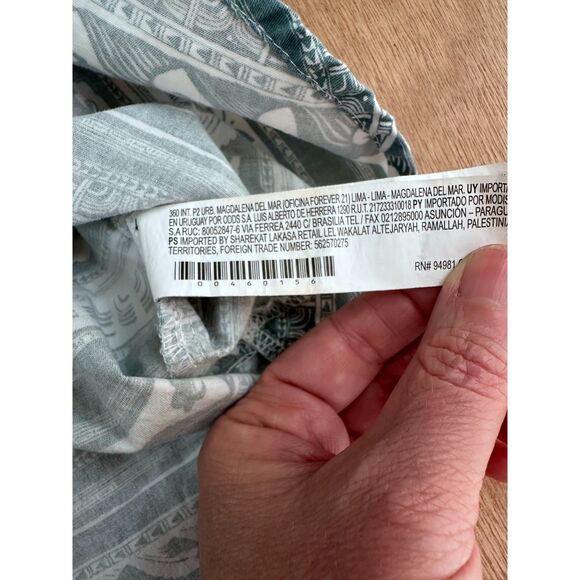 360 INT. P2 URB. MAGDALENA DEL MAR (OFICINA FOREVER 21) LIMA - LIMA - MAGDALENA DEL MAR. UY IMPORTA
EN URUGUAY POR ODDS S.A. LUIS ALBERTO DE HERRERA 1290 R.U.T. 217233310018 PY IMPORTADO POR MODIS
S.A RUC: 80052847-6 VIA FERREA 2440 C/ BRASILIA TEL / FAX 0212895000 ASUNCIÓN – PARAGU
PS IMPORTED BY SHAREKAT LAKASA RETAIL LEL WAKALAT ALTEJARYAH, RAMALLAH, PALESTINIA
TERRITORIES, FOREIGN TRADE NUMBER: 562570275
RN# 94981
00460156